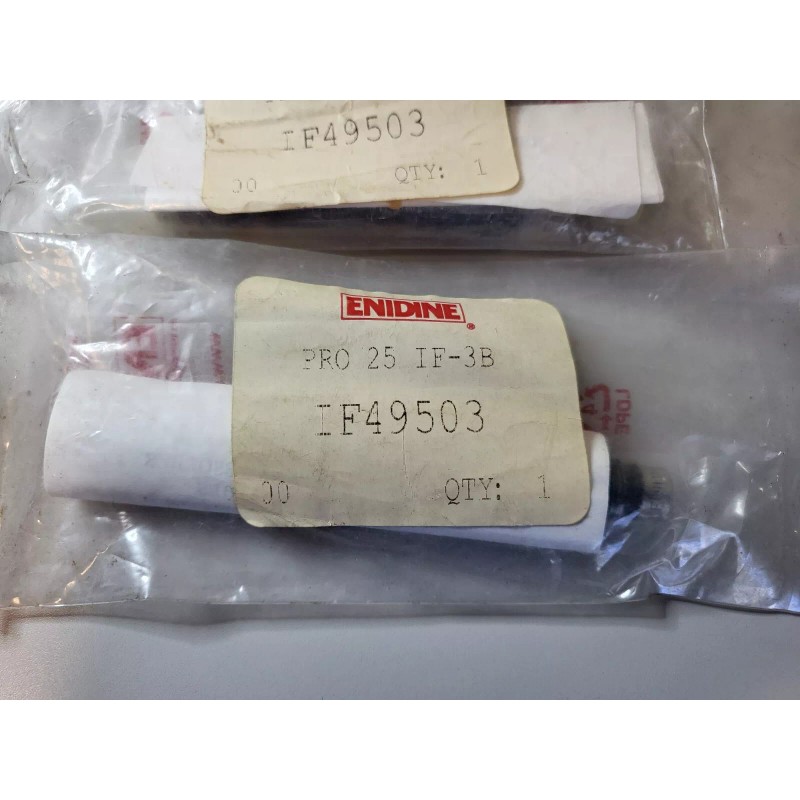 IF49503
00 QTY: 1
ENIDINE®
PRO 25 IF-3B
IF49503
00 QTY: 1